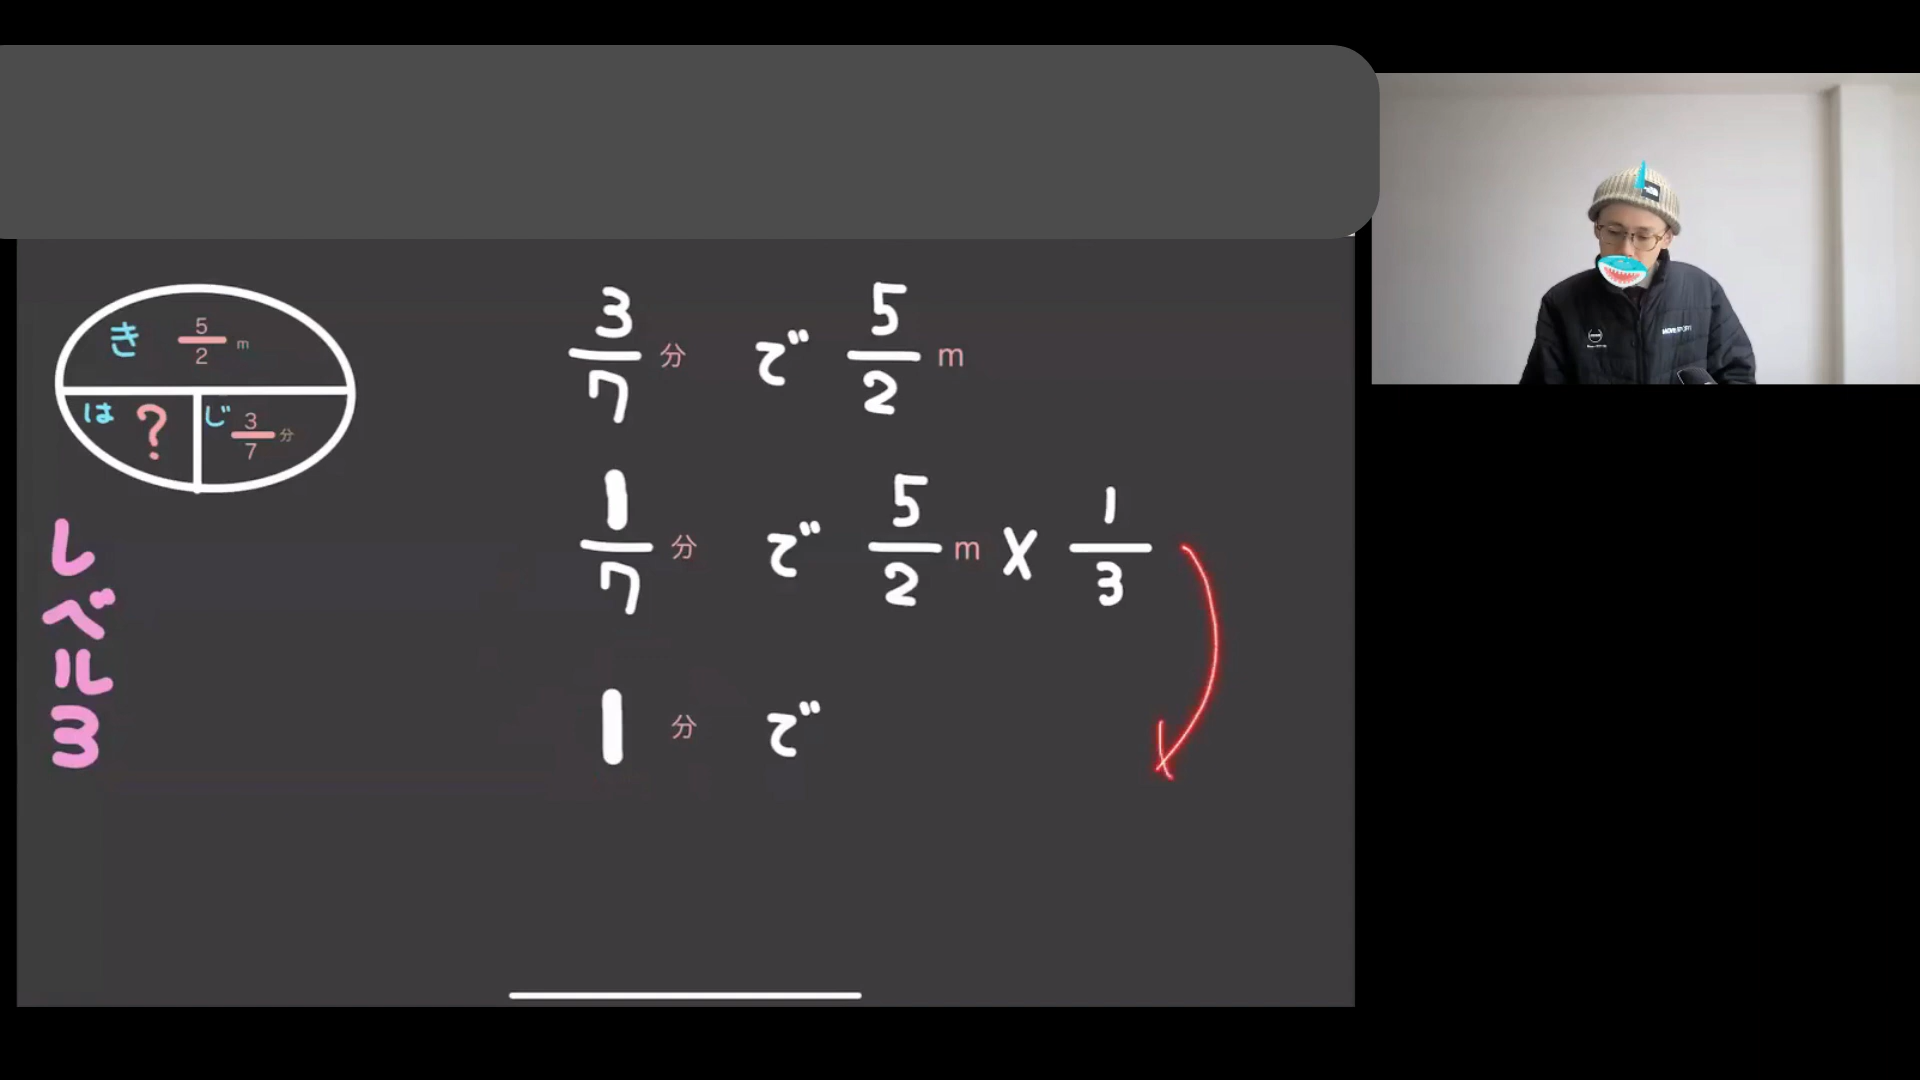 き 5/2 m
は ? じ 3/7 分
レベル3
3/7 分 で 5/2 m
1/7 分 で 5/2 m × 1/3
1 分 で